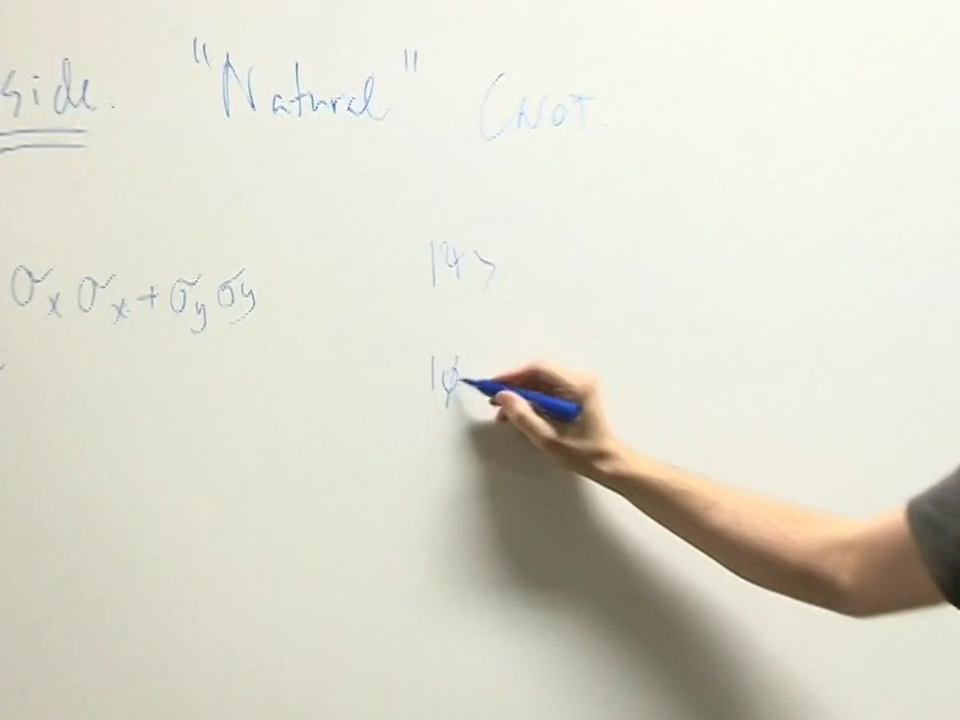 side. "Natural" CNOT.
σx σx + σy σy
|ψ>
|φ